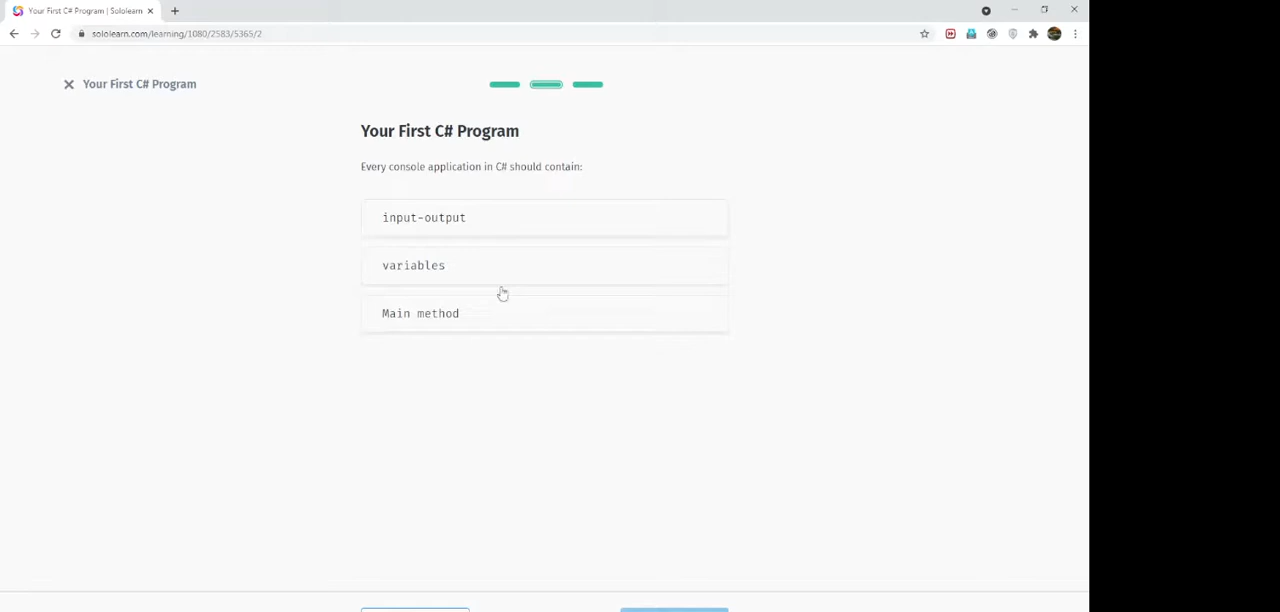 Your First C# Program | Sololearn
sololearn.com/learning/1080/2583/5365/2
Your First C# Program
Your First C# Program
Every console application in C# should contain:
input-output
variables
Main method